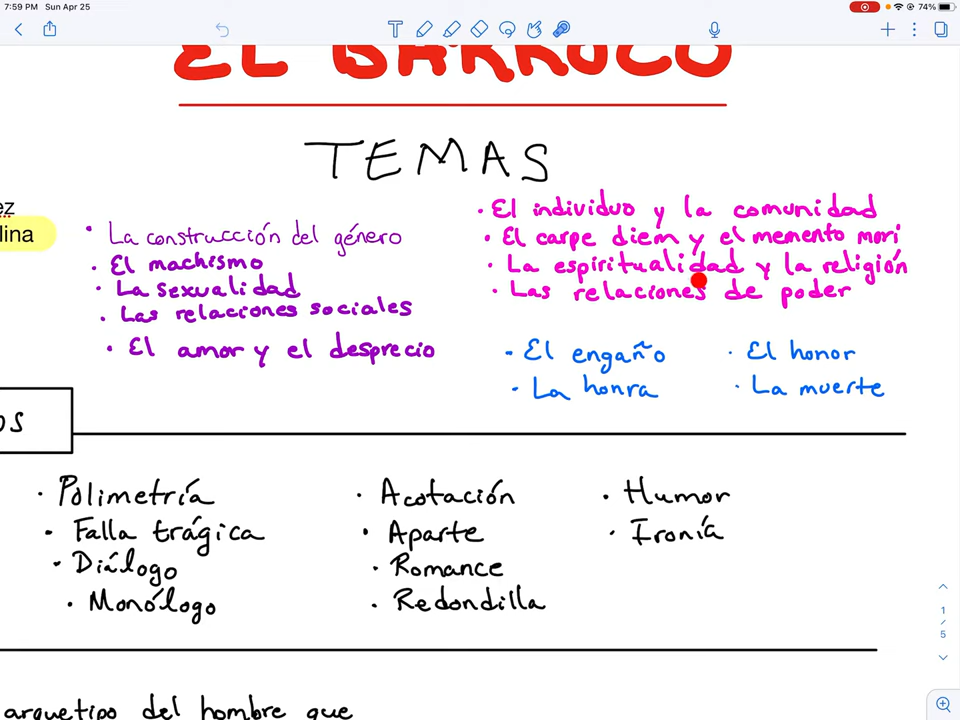 7:59 PM Sun Apr 25
74%
EL BARROCO
TEMAS
ez
lina
· La construcción del género
· El machismo
· La sexualidad
· Las relaciones sociales
· El amor y el desprecio
· El individuo y la comunidad
· El carpe diem y el memento mori
· La espiritualidad y la religión
· Las relaciones de poder
· El engaño
· La honra
· El honor
· La muerte
os
· Polimetría
· Falla trágica
· Diálogo
· Monólogo
· Acotación
· Aparte
· Romance
· Redondilla
· Humor
· Ironía
1
/
5
arquetipo del hombre que